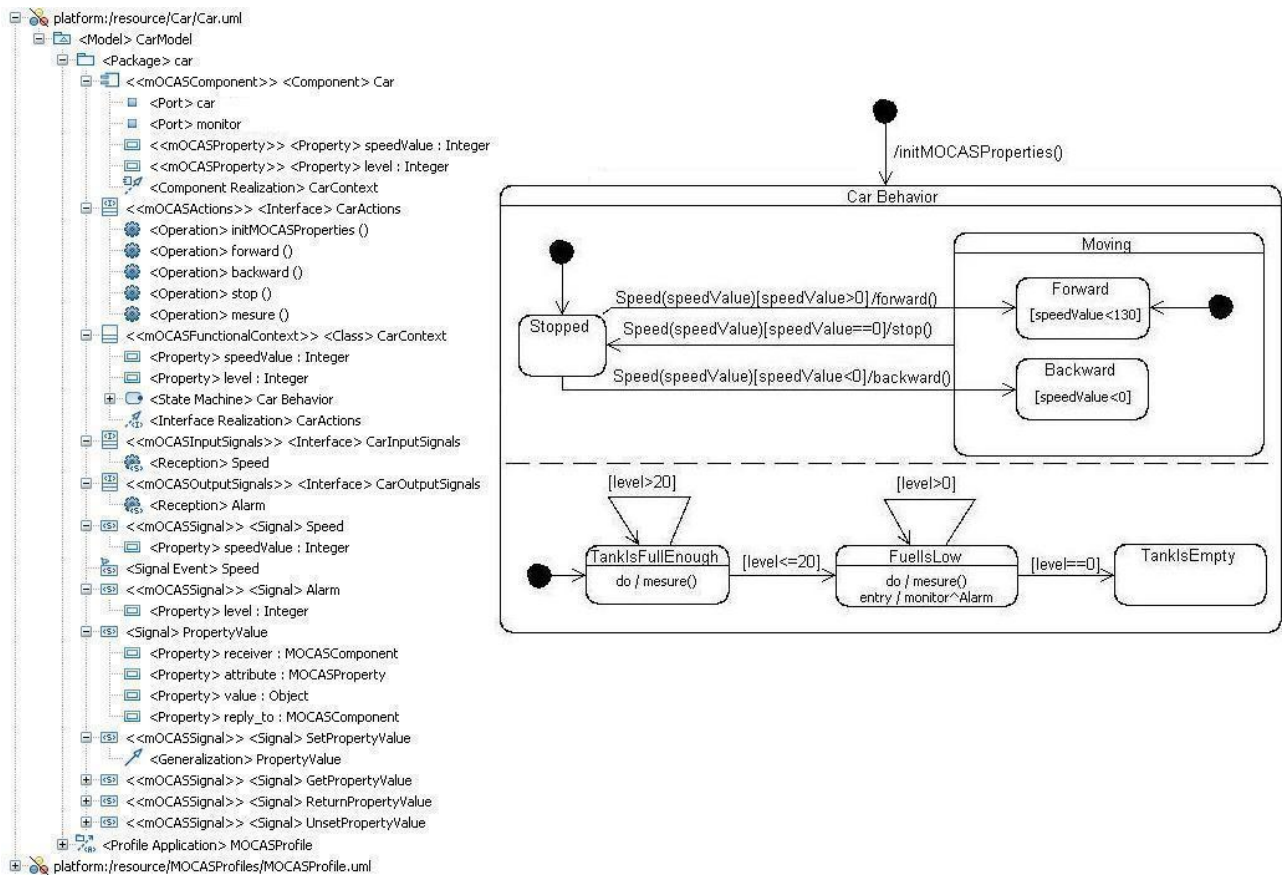 platform:/resource/Car/Car.uml
<Model> CarModel
<Package> car
<<mOCASComponent>> <Component> Car
<Port> car
<Port> monitor
<<mOCASProperty>> <Property> speedValue : Integer
<<mOCASProperty>> <Property> level : Integer
<Component Realization> CarContext
<<mOCASActions>> <Interface> CarActions
<Operation> initMOCASProperties ()
<Operation> forward ()
<Operation> backward ()
<Operation> stop ()
<Operation> mesure ()
<<mOCASFunctionalContext>> <Class> CarContext
<Property> speedValue : Integer
<Property> level : Integer
<State Machine> Car Behavior
<Interface Realization> CarActions
<<mOCASInputSignals>> <Interface> CarInputSignals
<Reception> Speed
<<mOCASOutputSignals>> <Interface> CarOutputSignals
<Reception> Alarm
<<mOCASSignal>> <Signal> Speed
<Property> speedValue : Integer
<Signal Event> Speed
<<mOCASSignal>> <Signal> Alarm
<Property> level : Integer
<Signal> PropertyValue
<Property> receiver : MOCASComponent
<Property> attribute : MOCASProperty
<Property> value : Object
<Property> reply_to : MOCASComponent
<<mOCASSignal>> <Signal> SetPropertyValue
<Generalization> PropertyValue
<<mOCASSignal>> <Signal> GetPropertyValue
<<mOCASSignal>> <Signal> ReturnPropertyValue
<<mOCASSignal>> <Signal> UnsetPropertyValue
<Profile Application> MOCASProfile
platform:/resource/MOCASProfiles/MOCASProfile.uml
/initMOCASProperties()
Car Behavior
Moving
Stopped
Speed(speedValue)[speedValue>0]/forward()
Speed(speedValue)[speedValue==0]/stop()
Speed(speedValue)[speedValue<0]/backward()
Forward
[speedValue<130]
Backward
[speedValue<0]
[level>20]
[level>0]
TankIsFullEnough
do / mesure()
[level<=20]
FuelIsLow
do / mesure()
entry / monitor^Alarm
[level==0]
TankIsEmpty